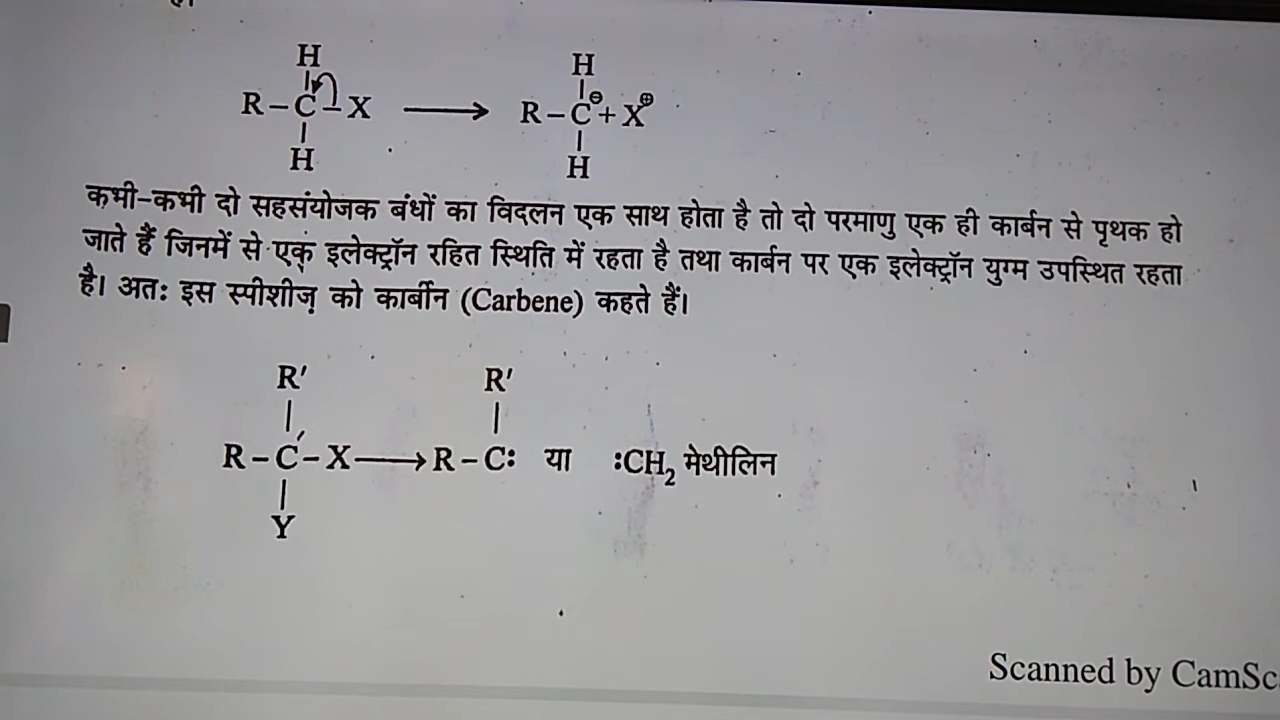 H
H
R-C-X ⟶ R-C⊖+X⊕
H
H
कभी-कभी दो सहसंयोजक बंधों का विदलन एक साथ होता है तो दो परमाणु एक ही कार्बन से पृथक हो
जाते हैं जिनमें से एक इलेक्ट्रॉन रहित स्थिति में रहता है तथा कार्बन पर एक इलेक्ट्रॉन युग्म उपस्थित रहता
है। अतः इस स्पीशीज़ को कार्बीन (Carbene) कहते हैं।
R′ R′
R-C-X⟶R-C: या :CH₂ मेथीलिन
Y
Scanned by CamSc